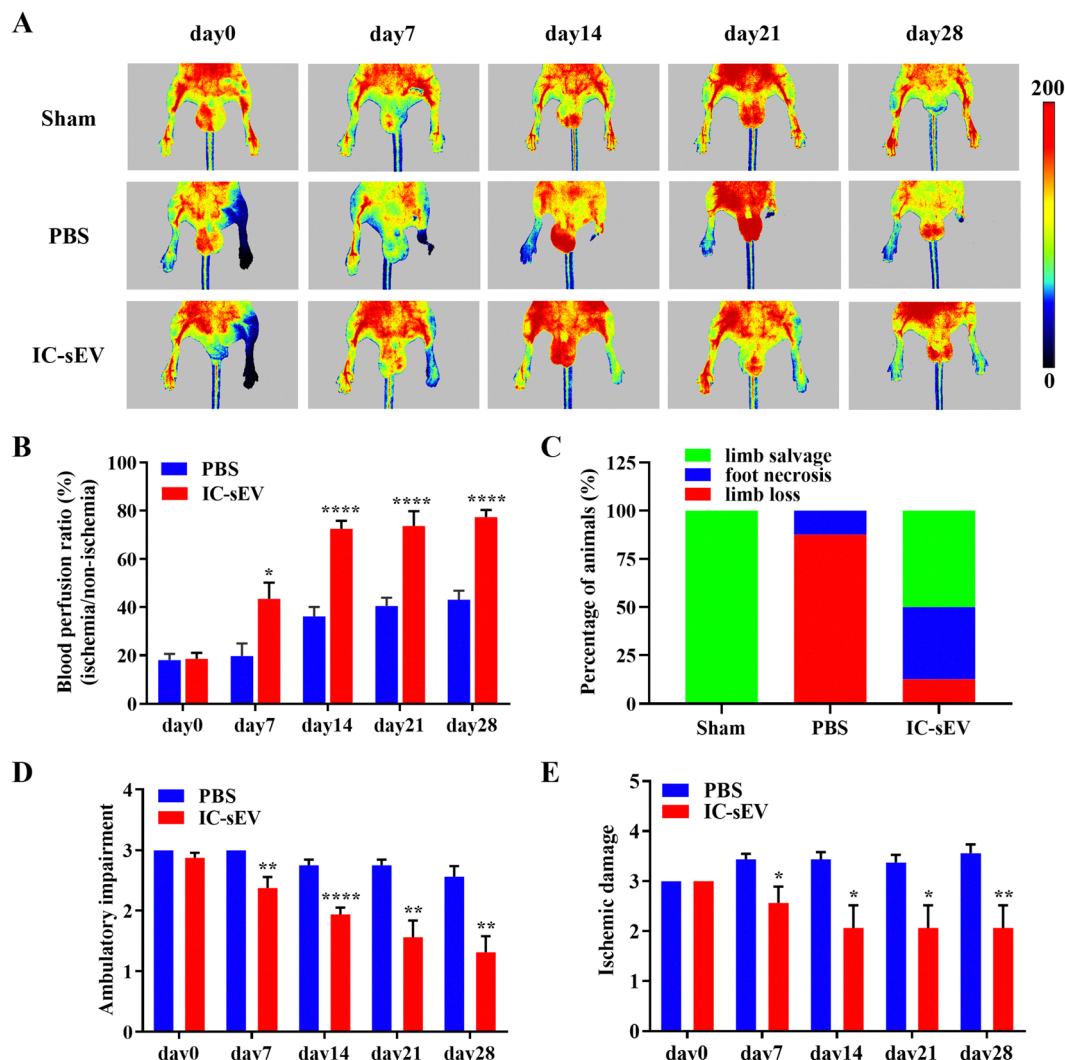 A
day0 day7 day14 day21 day28
Sham
PBS
IC-sEV
200
0
B
Blood perfusion ratio (%)
(ischemia/non-ischemia)
PBS
IC-sEV
100
80
60
40
20
0
*
****
****
****
day0 day7 day14 day21 day28
C
Percentage of animals (%)
limb salvage
foot necrosis
limb loss
125
100
75
50
25
0
Sham PBS IC-sEV
D
Ambulatory impairment
PBS
IC-sEV
4
3
2
1
0
**
****
**
**
day0 day7 day14 day21 day28
E
Ischemic damage
PBS
IC-sEV
5
4
3
2
1
0
*
*
*
**
day0 day7 day14 day21 day28